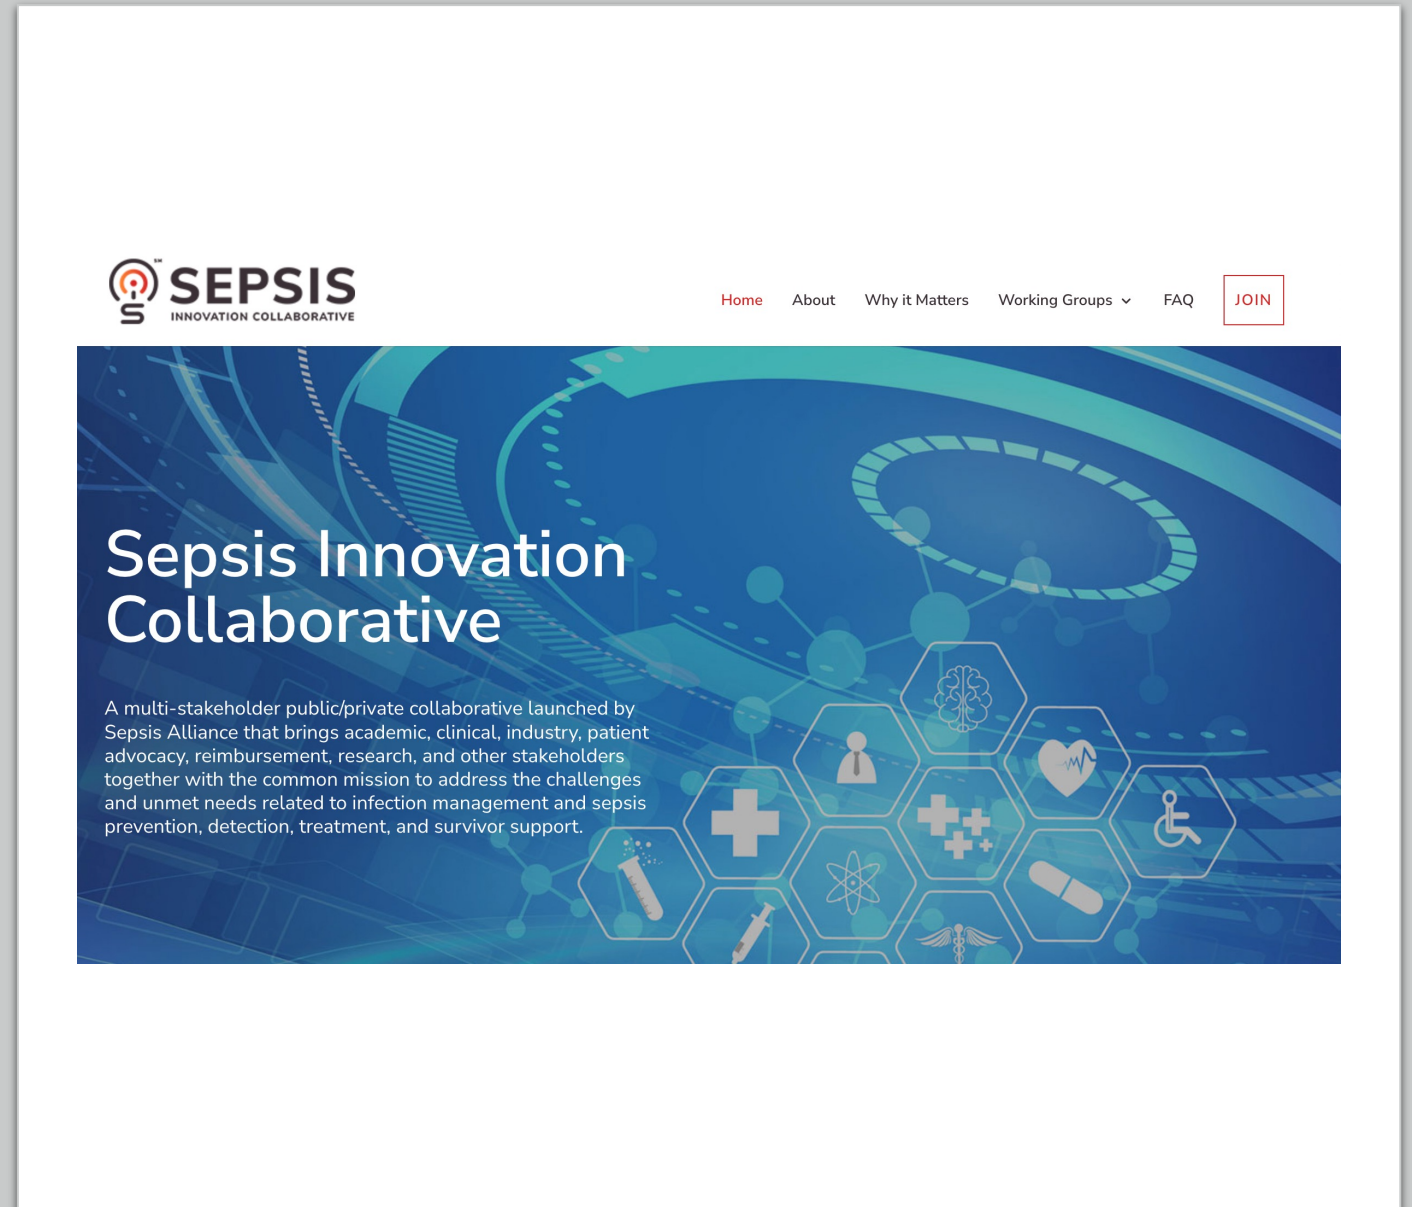 SM
SEPSIS
INNOVATION COLLABORATIVE
Home About Why it Matters Working Groups FAQ JOIN
Sepsis Innovation
Collaborative
A multi-stakeholder public/private collaborative launched by
Sepsis Alliance that brings academic, clinical, industry, patient
advocacy, reimbursement, research, and other stakeholders
together with the common mission to address the challenges
and unmet needs related to infection management and sepsis
prevention, detection, treatment, and survivor support.